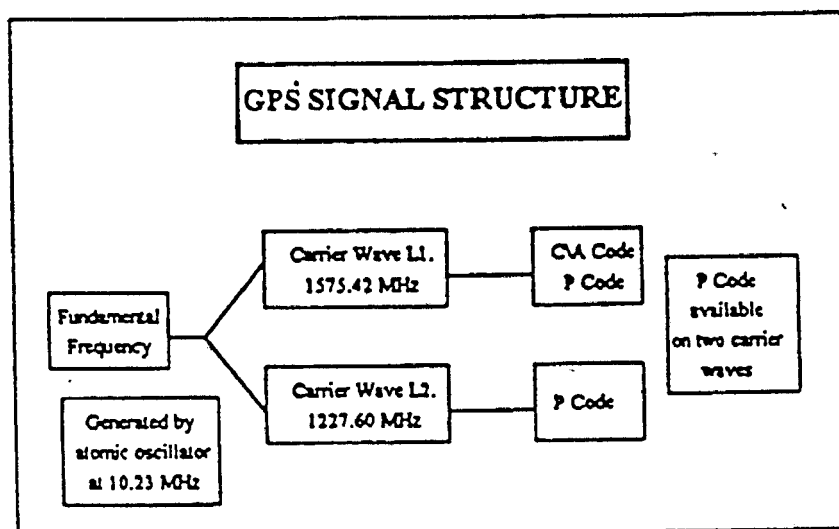 GPS SIGNAL STRUCTURE
Carrier Wave L1.
1575.42 MHz
C\A Code
P Code
P Code
available
on two carrier
waves
Fundamental
Frequency
Carrier Wave L2.
1227.60 MHz
P Code
Generated by
atomic oscillator
at 10.23 MHz